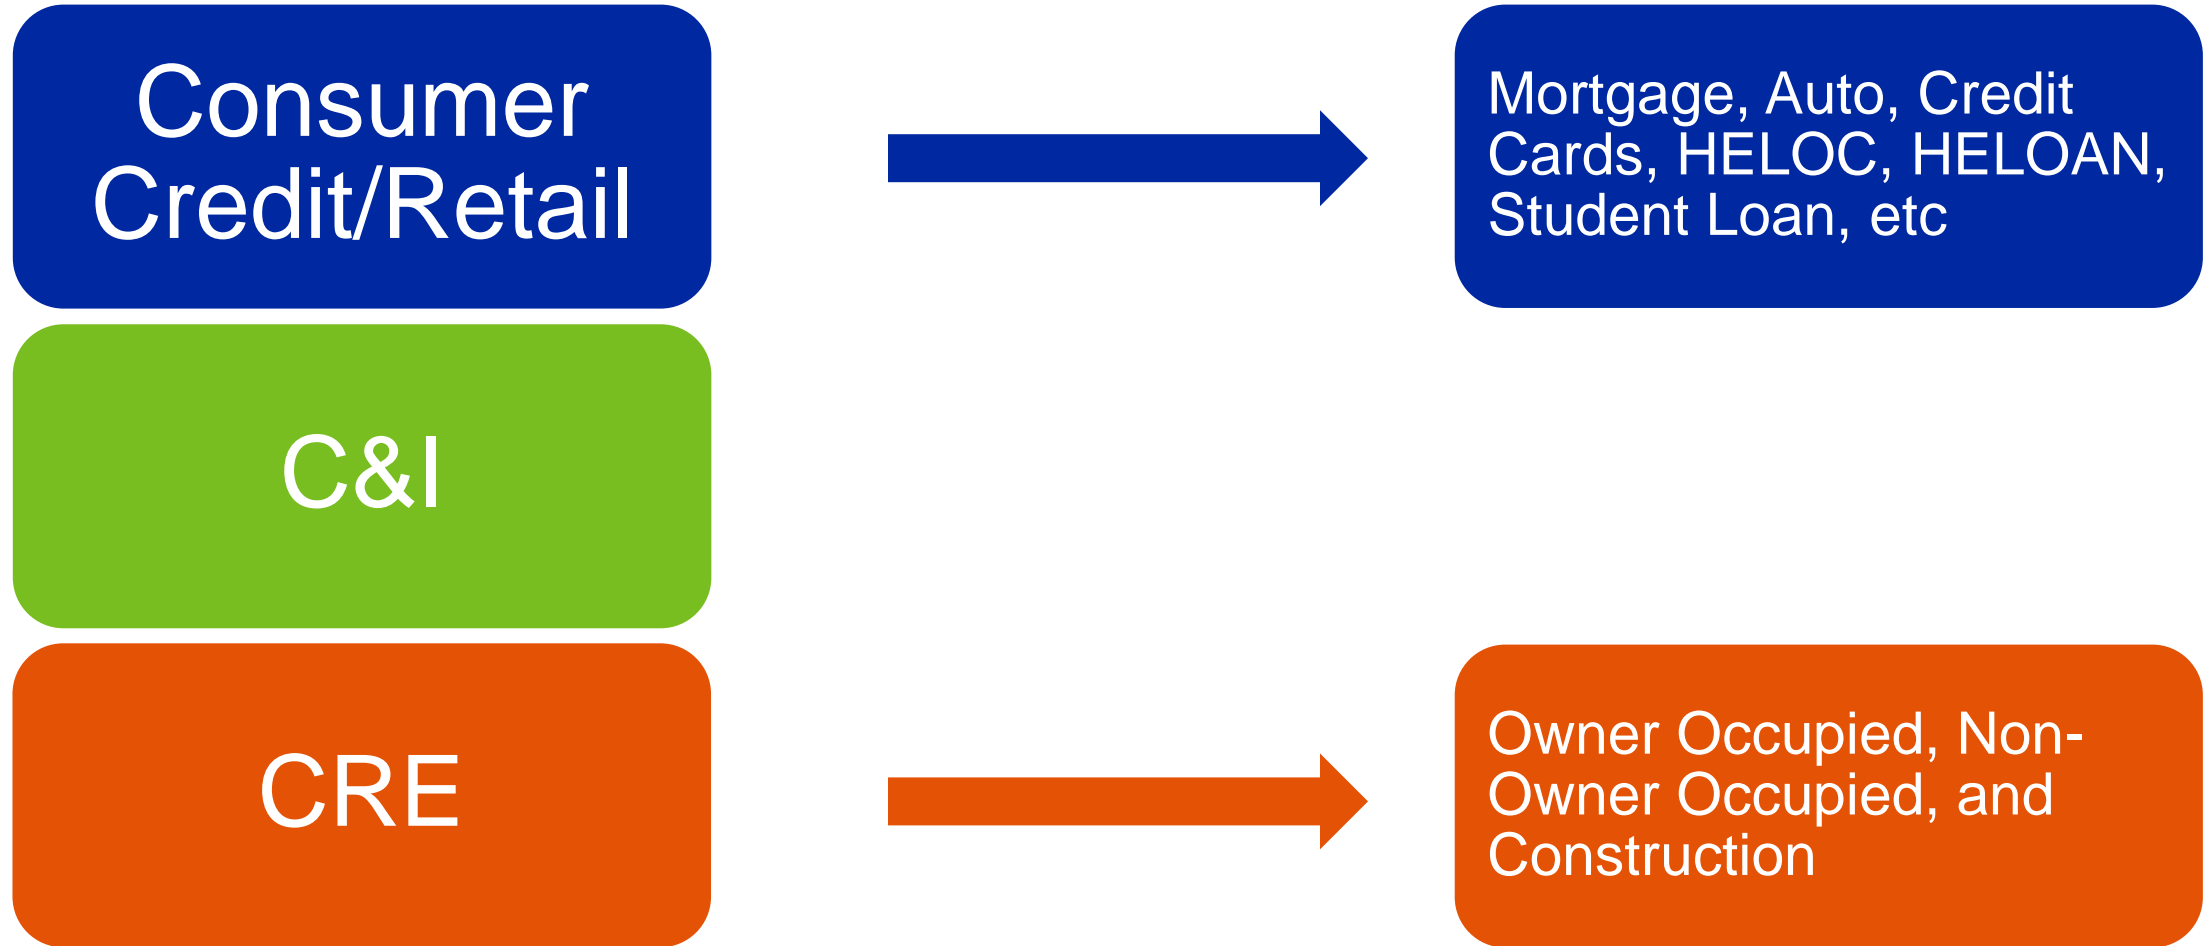 Consumer
Credit/Retail
Mortgage, Auto, Credit
Cards, HELOC, HELOAN,
Student Loan, etc
C&I
CRE
Owner Occupied, Non-
Owner Occupied, and
Construction